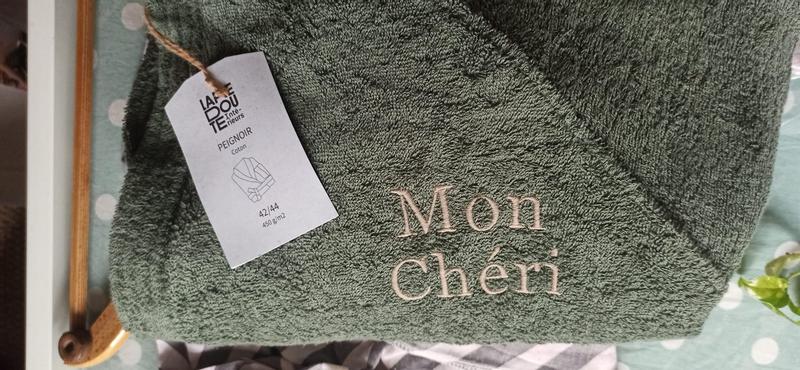 LA RE
DOU
TE Inté-
rieurs
PEIGNOIR
Coton
42/44
450 g/m2
Mon
Chéri